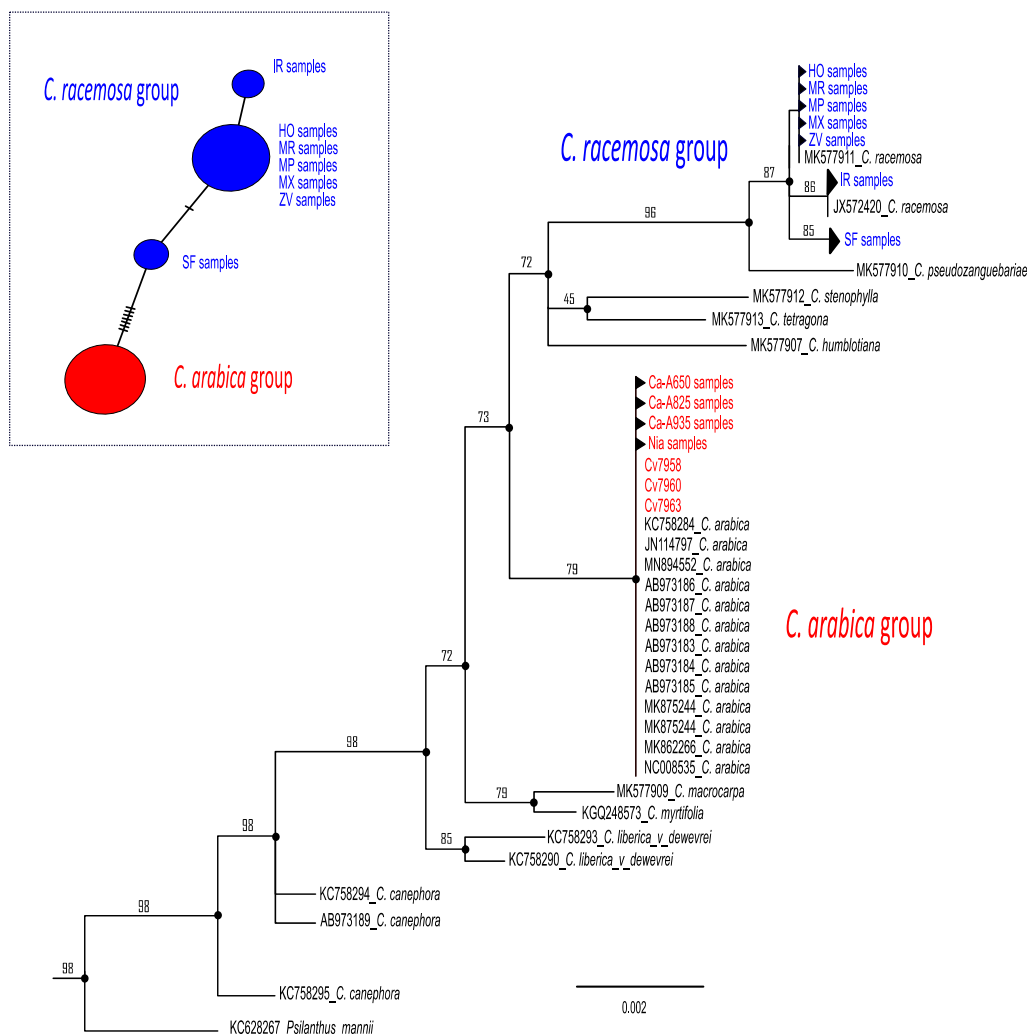 IR samples
C. racemosa group
HO samples
MR samples
MP samples
MX samples
ZV samples
SF samples
C. arabica group
C. racemosa group
HO samples
MR samples
MP samples
MX samples
ZV samples
MK577911_C. racemosa
87
86
IR samples
JX572420_C. racemosa
85
SF samples
96
MK577910_C. pseudozanguebariae
72
45
MK577912_C. stenophylla
MK577913_C. tetragona
MK577907_C. humblotiana
Ca-A650 samples
Ca-A825 samples
Ca-A935 samples
Nia samples
73
Cv7958
Cv7960
Cv7963
KC758284_C. arabica
JN114797_C. arabica
MN894552_C. arabica
79
AB973186_C. arabica
AB973187_C. arabica
AB973188_C. arabica
C. arabica group
AB973183_C. arabica
AB973184_C. arabica
AB973185_C. arabica
72
MK875244_C. arabica
MK875244_C. arabica
MK862266_C. arabica
NC008535_C. arabica
98
MK577909_C. macrocarpa
79
KGQ248573_C. myrtifolia
98
85
KC758293_C. liberica_v_dewevrei
KC758290_C. liberica_v_dewevrei
KC758294_C. canephora
98
AB973189_C. canephora
98
KC758295_C. canephora
0.002
KC628267_Psilanthus_mannii